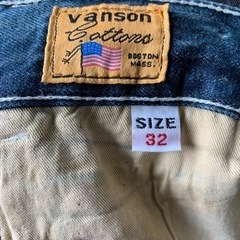 Vanson
Cottons
BOSTON
MASS.
SIZE
32